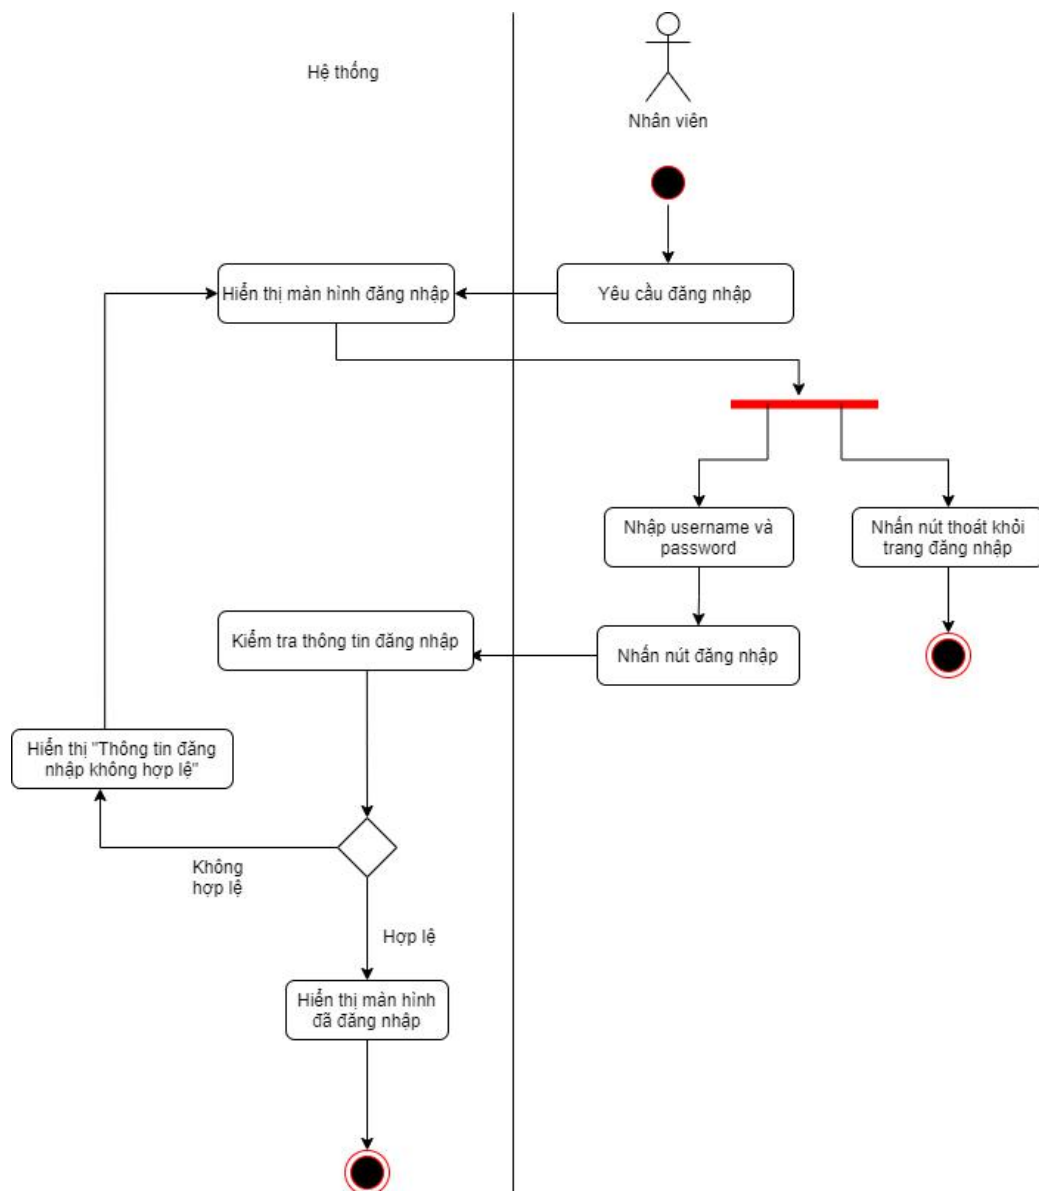 Hệ thống
Nhân viên
Hiển thị màn hình đăng nhập
Yêu cầu đăng nhập
Nhập username và
password
Nhấn nút thoát khỏi
trang đăng nhập
Kiểm tra thông tin đăng nhập
Nhấn nút đăng nhập
Hiển thị "Thông tin đăng
nhập không hợp lệ"
Không
hợp lệ
Hợp lệ
Hiển thị màn hình
đã đăng nhập